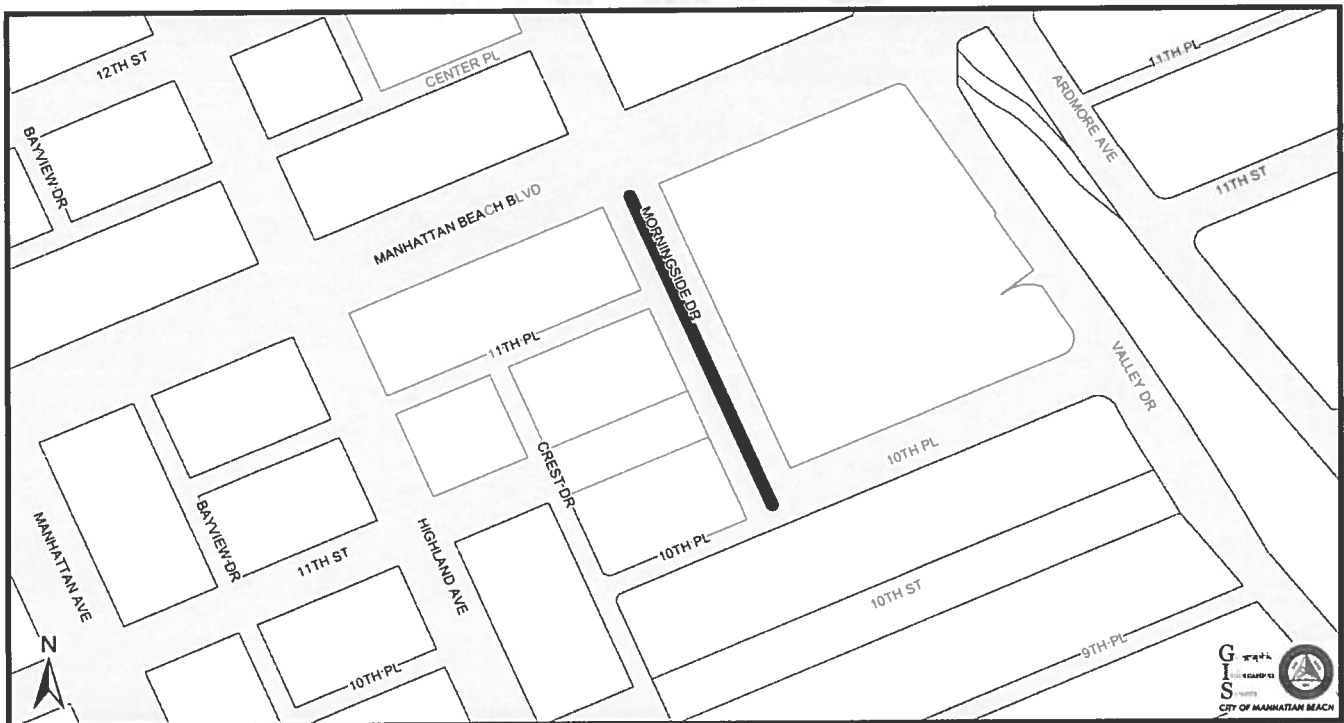 12TH ST
CENTER PL
11TH PL
ARDMORE AVE
BAYVIEW DR
11TH ST
MANHATTAN BEACH BLVD
MORNINGSIDE DR
11TH PL
VALLEY DR
CREST DR
10TH PL
BAYVIEW DR
MANHATTAN AVE
HIGHLAND AVE
10TH PL
11TH ST
10TH ST
9TH PL
N
10TH PL
G
I
S
CITY OF MANHATTAN BEACH